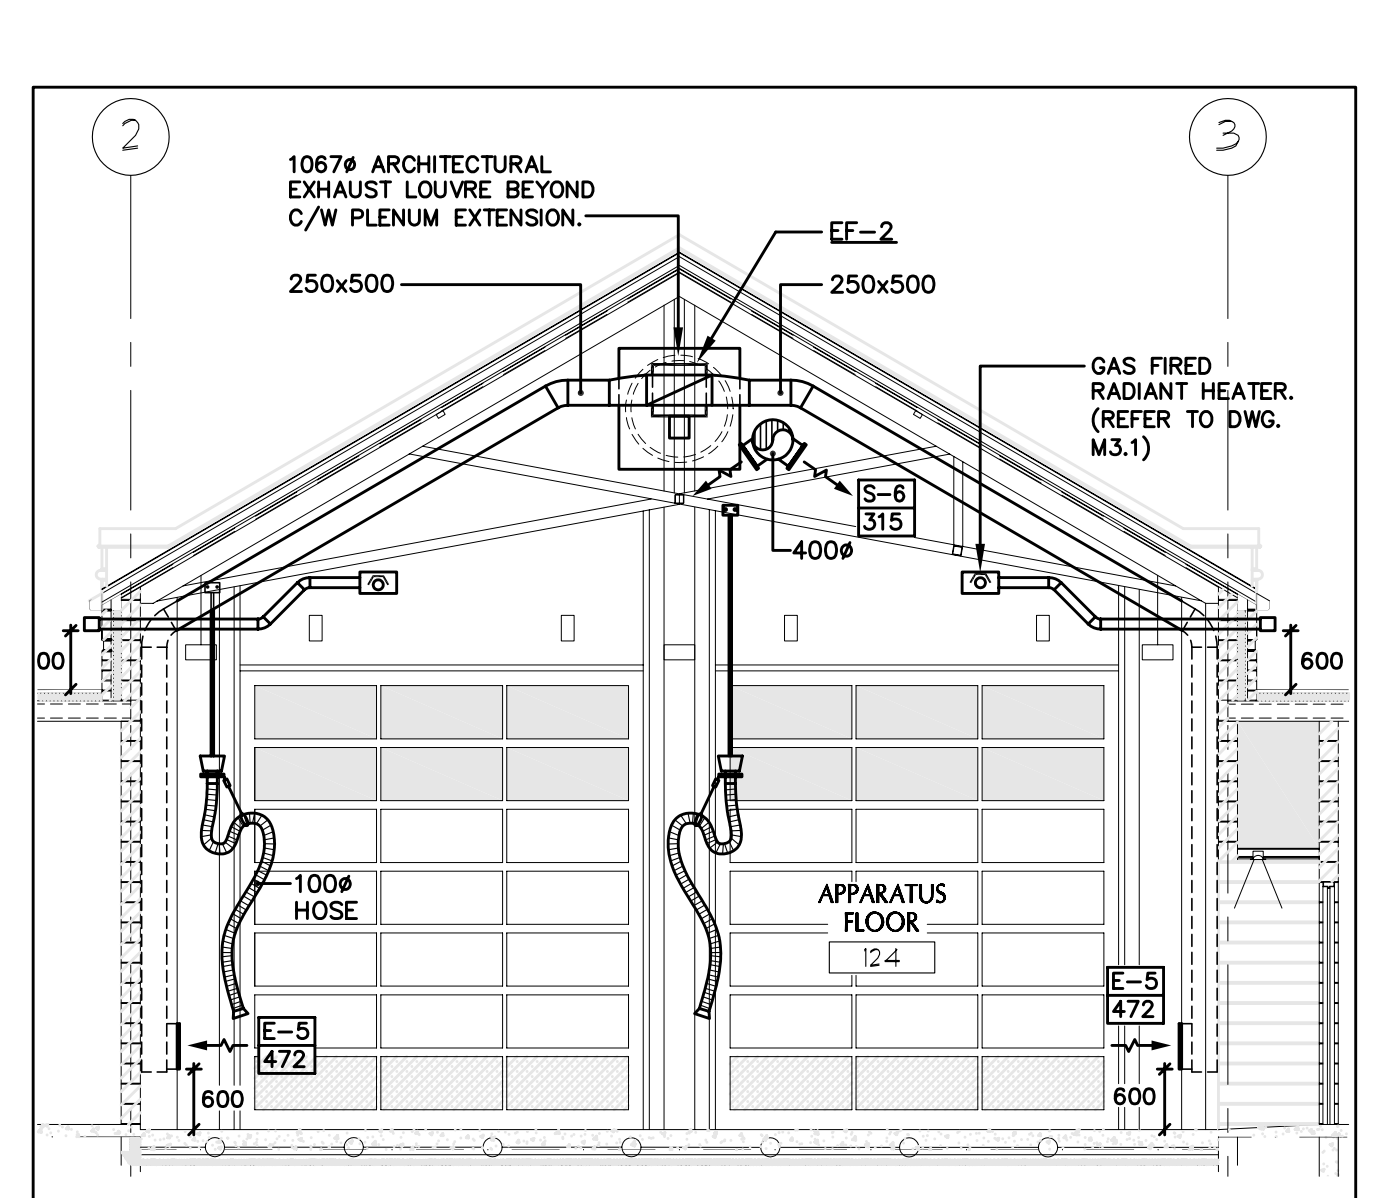 2
3
1067ø ARCHITECTURAL
EXHAUST LOUVRE BEYOND
C/W PLENUM EXTENSION.
EF-2
250x500
250x500
GAS FIRED
RADIANT HEATER.
(REFER TO DWG.
M3.1)
S-6
315
400ø
00
600
100ø
HOSE
APPARATUS
FLOOR
124
E-5
472
E-5
472
600
600